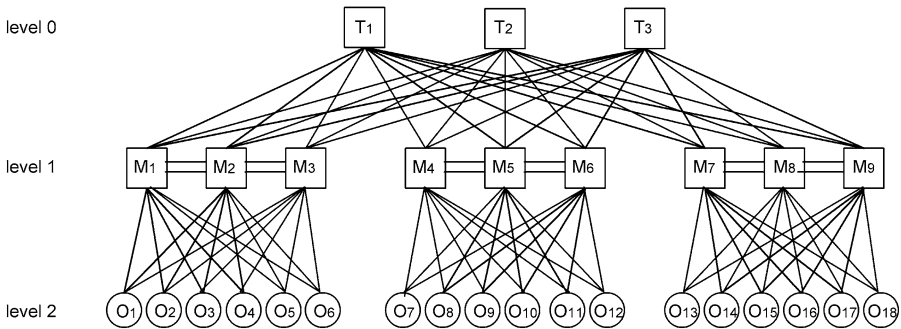 level 0 T1 T2 T3
level 1 M1 M2 M3 M4 M5 M6 M7 M8 M9
level 2 O1 O2 O3 O4 O5 O6 O7 O8 O9 O10 O11 O12 O13 O14 O15 O16 O17 O18